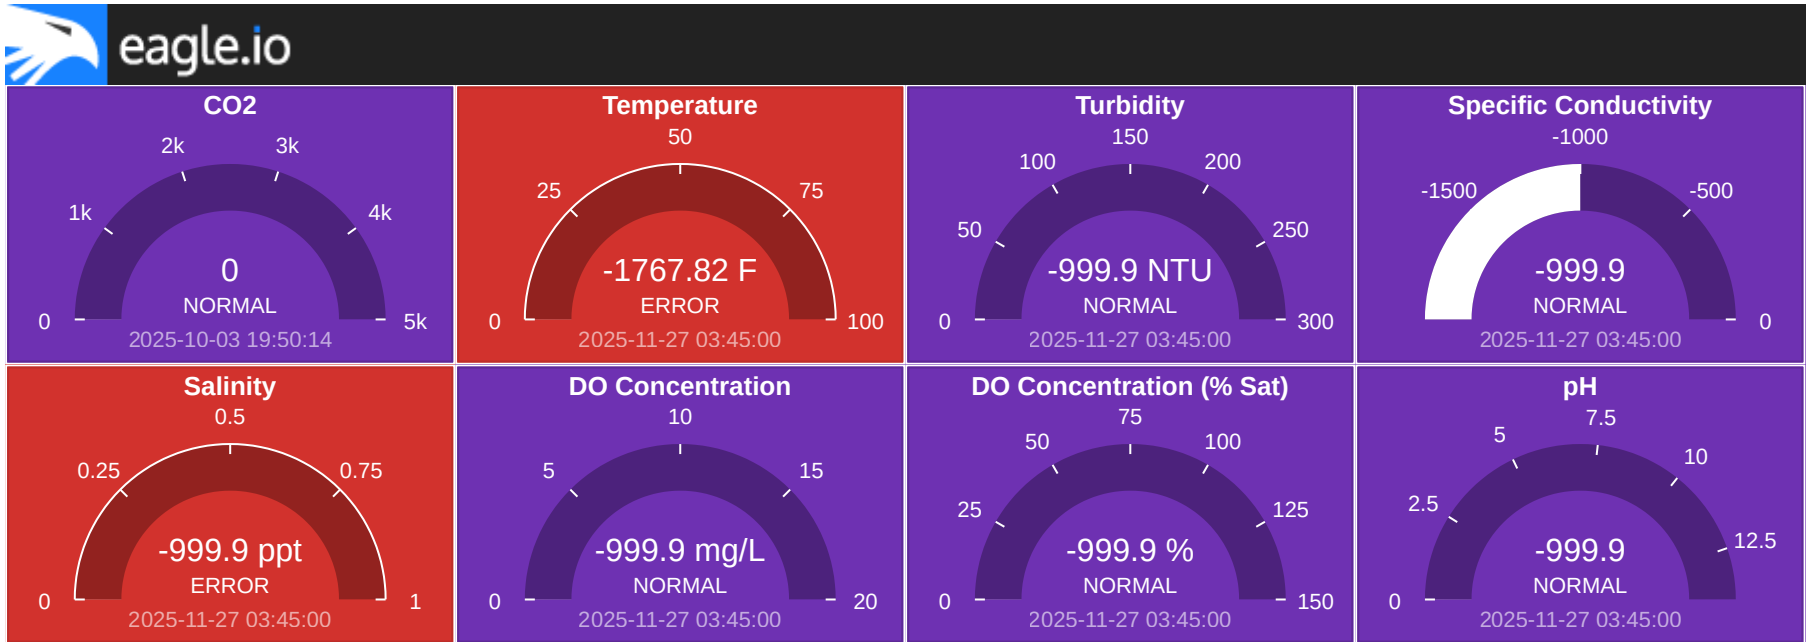 eagle.io
CO2
2k
3k
1k
4k
0
NORMAL
0
5k
2025-10-03 19:50:14
Temperature
50
25
75
-1767.82 F
ERROR
0
100
2025-11-27 03:45:00
Turbidity
150
100
200
50
250
-999.9 NTU
NORMAL
0
300
2025-11-27 03:45:00
Specific Conductivity
-1000
-1500
-500
-999.9
NORMAL
0
2025-11-27 03:45:00
Salinity
0.5
0.25
0.75
-999.9 ppt
ERROR
0
1
2025-11-27 03:45:00
DO Concentration
10
5
15
-999.9 mg/L
NORMAL
0
20
2025-11-27 03:45:00
DO Concentration (% Sat)
75
50
100
25
125
-999.9 %
NORMAL
0
150
2025-11-27 03:45:00
pH
7.5
5
10
2.5
12.5
-999.9
NORMAL
0
2025-11-27 03:45:00